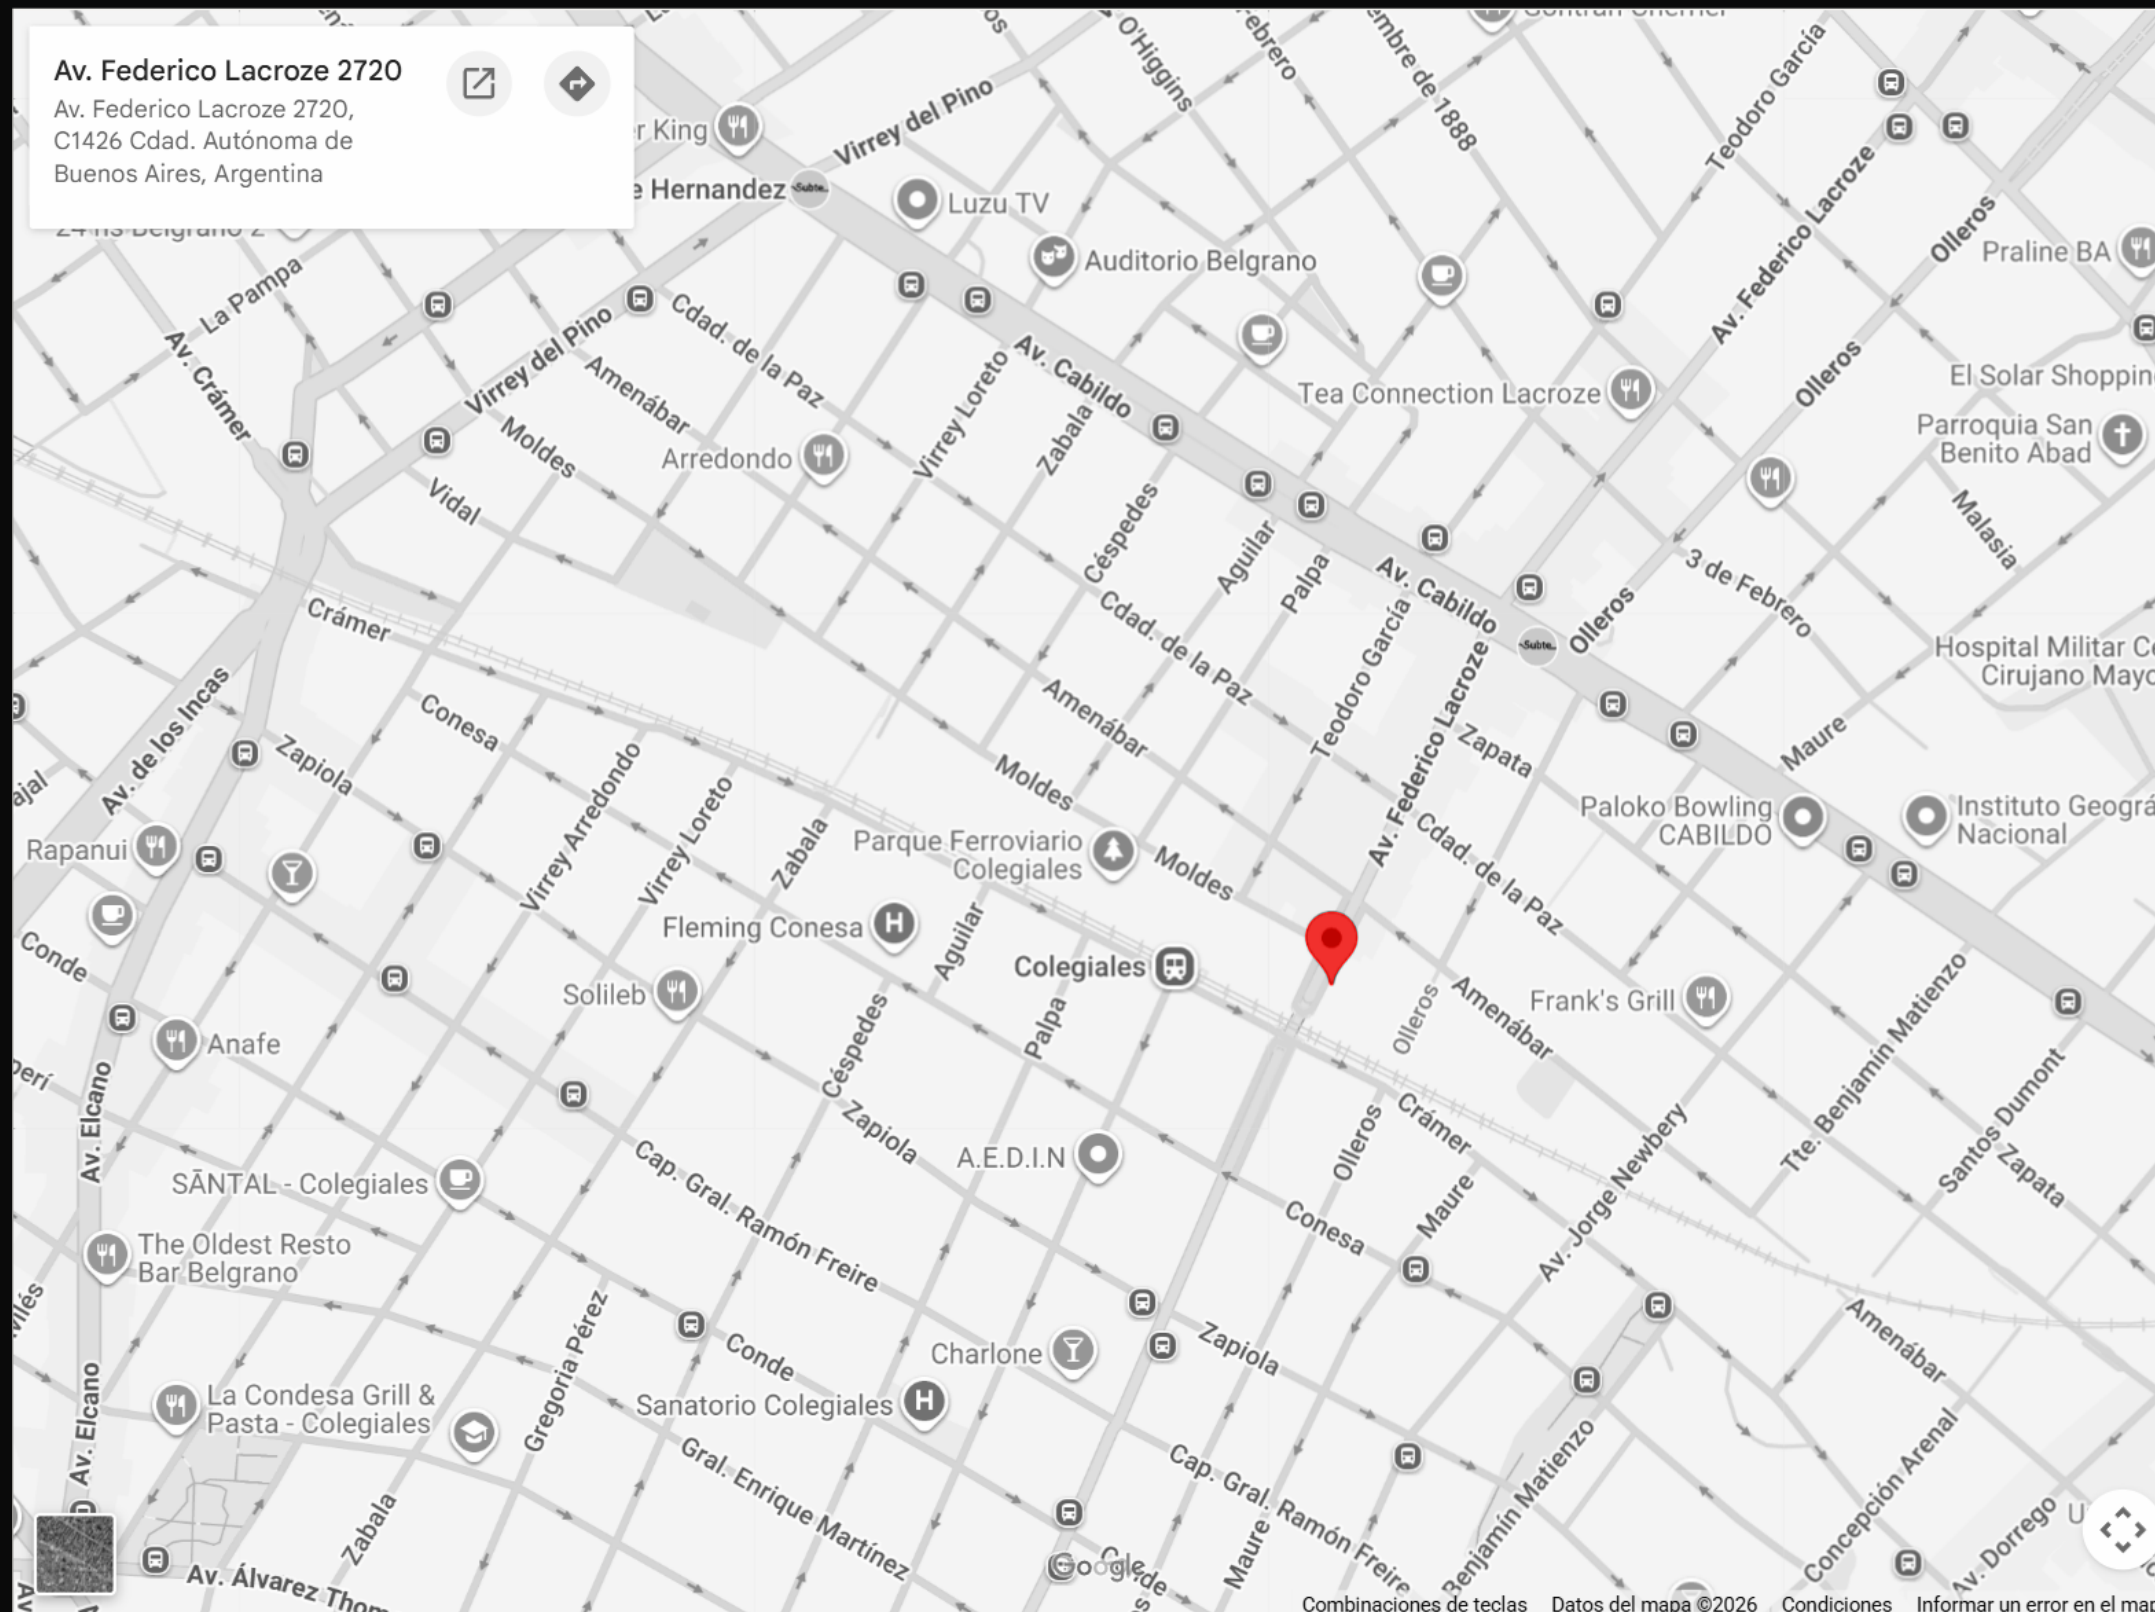 Av. Federico Lacroze 2720
Av. Federico Lacroze 2720,
C1426 Cdad. Autónoma de
Buenos Aires, Argentina
O'Higgins
Teodoro García
Virrey del Pino
King
Hernandez
Subte
Luzu TV
Auditorio Belgrano
Av. Federico Lacroze
Olleros
Praline BA
La Pampa
Av. Crámer
Virrey del Pino
Cdad. de la Paz
Amenábar
Moldes
Vidal
Arredondo
Virrey Loreto
Zabala
Av. Cabildo
Tea Connection Lacroze
Olleros
El Solar
Parroquia San
Benito Abad
Malasia
3 de Febrero
Céspedes
Aguilar
Palpa
Av. Cabildo
Subte
Olleros
Teodoro García
Av. Federico Lacroze
Hospital Militar
Cirujano
Crámer
Av. de los Incas
Conesa
Zapiola
Cdad. de la Paz
Amenábar
Moldes
Zapata
Maure
Virrey Arredondo
Virrey Loreto
Zabala
Rapanui
Parque Ferroviario
Colegiales
Moldes
Cdad. de la Paz
Paloko Bowling
CABILDO
Instituto
Nacional
Conde
Fleming Conesa
Aguilar
Colegiales
Solileb
Palpa
Céspedes
Olleros
Amenábar
Frank's Grill
Tte. Benjamín Matienzo
Santos Dumont
Zapata
Anafe
Av. Elcano
Zapiola
A.E.D.I.N
Olleros
Crámer
Maure
Av. Jorge Newbery
SĀNTAL - Colegiales
Cap. Gral. Ramón Freire
Conesa
The Oldest Resto
Bar Belgrano
Gregoria Pérez
Conde
Charlone
Zapiola
Amenábar
Av. Elcano
La Condesa Grill &
Pasta - Colegiales
Sanatorio Colegiales
Gral. Enrique Martínez
Cap. Gral. Ramón Freire
Benjamín Matienzo
Concepción Arenal
Av. Dorrego
Zabala
Maure
Av. Álvarez
Google
Combinaciones de teclas
Datos del mapa ©2026
Condiciones
Informar un error en el